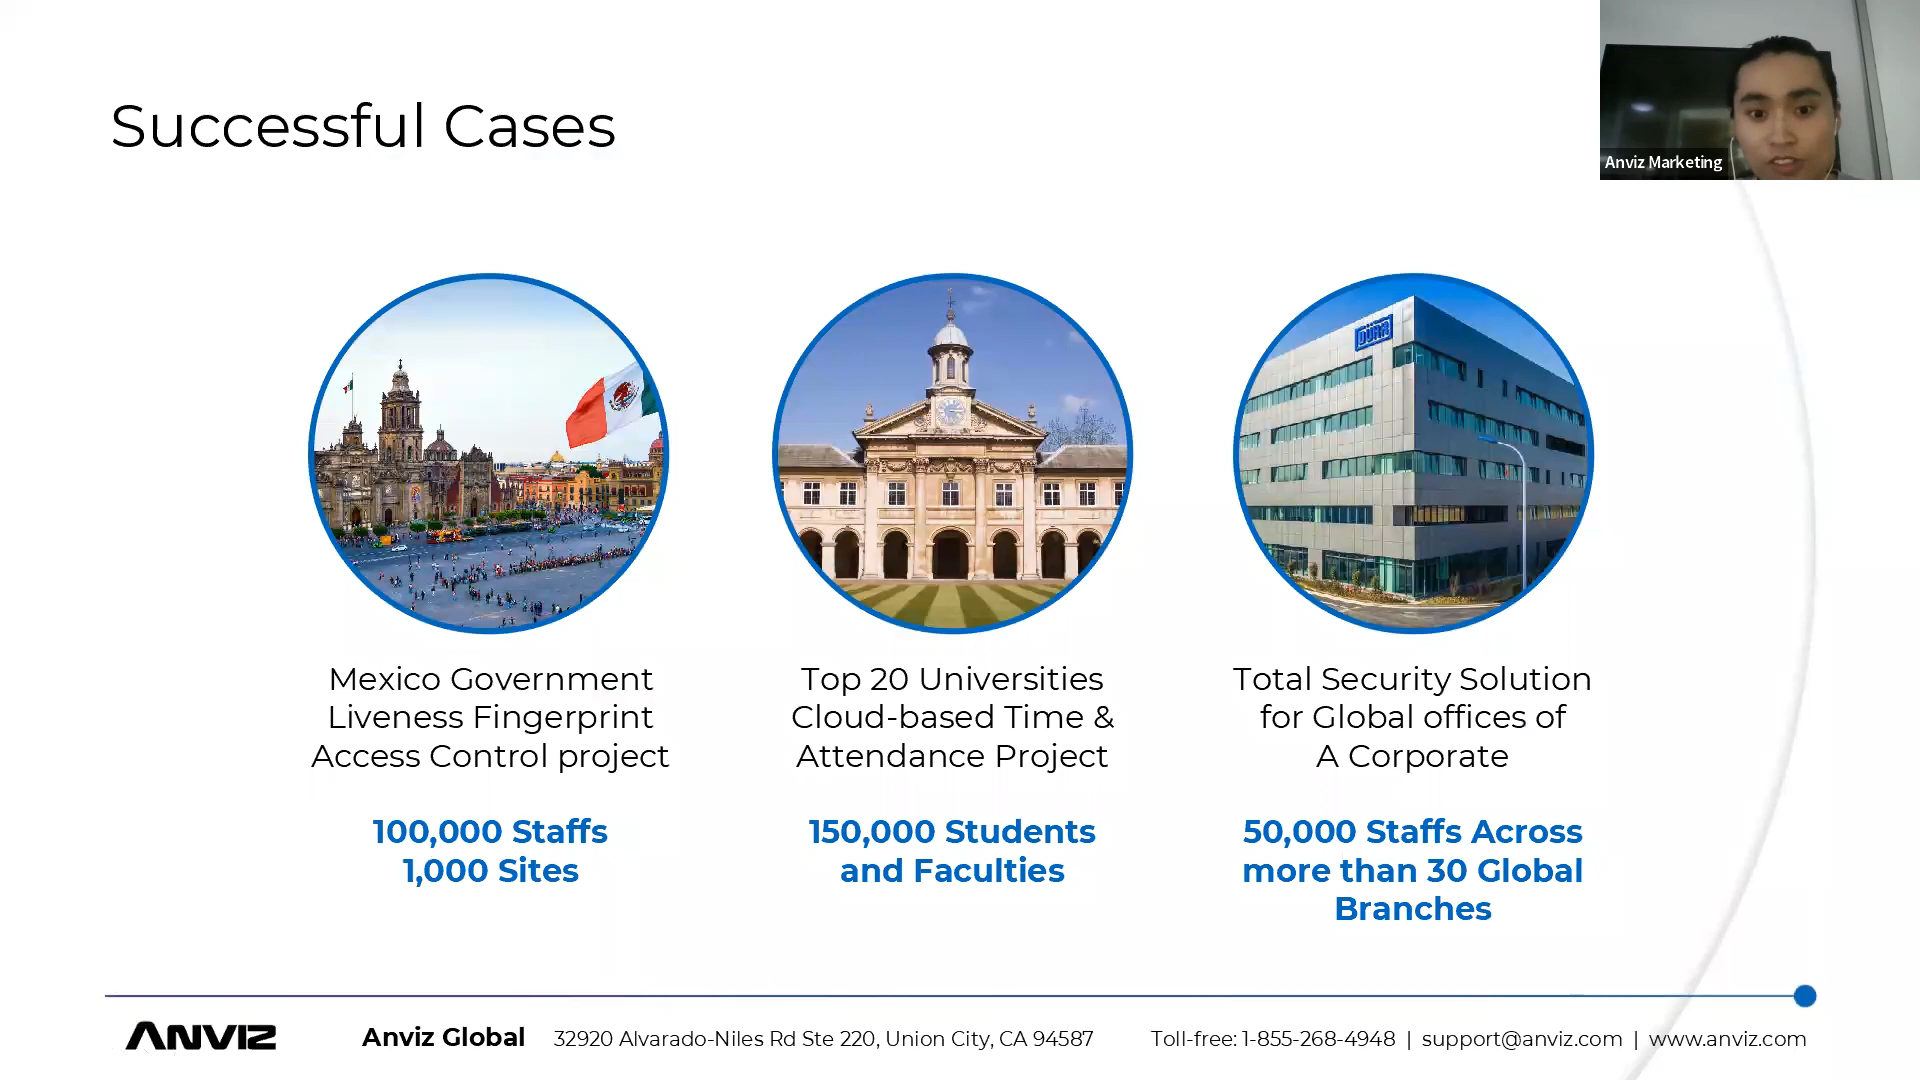 Successful Cases
Anviz Marketing
DÜRR
Mexico Government
Liveness Fingerprint
Access Control project
100,000 Staffs
1,000 Sites
Top 20 Universities
Cloud-based Time &
Attendance Project
150,000 Students
and Faculties
Total Security Solution
for Global offices of
A Corporate
50,000 Staffs Across
more than 30 Global
Branches
ANVIZ
Anviz Global 32920 Alvarado-Niles Rd Ste 220, Union City, CA 94587 Toll-free: 1-855-268-4948 | support@anviz.com | www.anviz.com